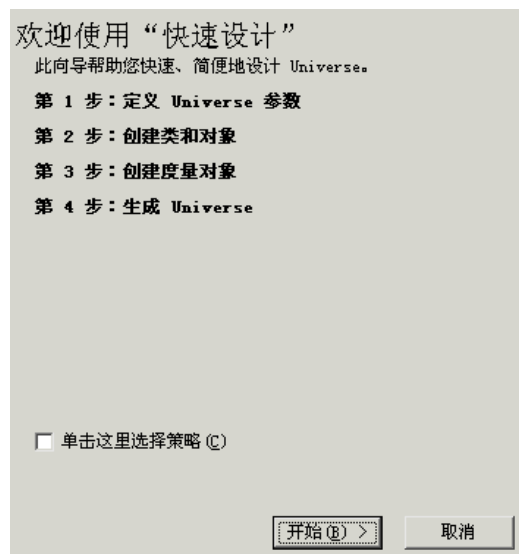 欢迎使用“快速设计”
此向导帮助您快速、简便地设计 Universe。
第 1 步：定义 Universe 参数
第 2 步：创建类和对象
第 3 步：创建度量对象
第 4 步：生成 Universe
单击这里选择策略(C)
开始(B) >
取消